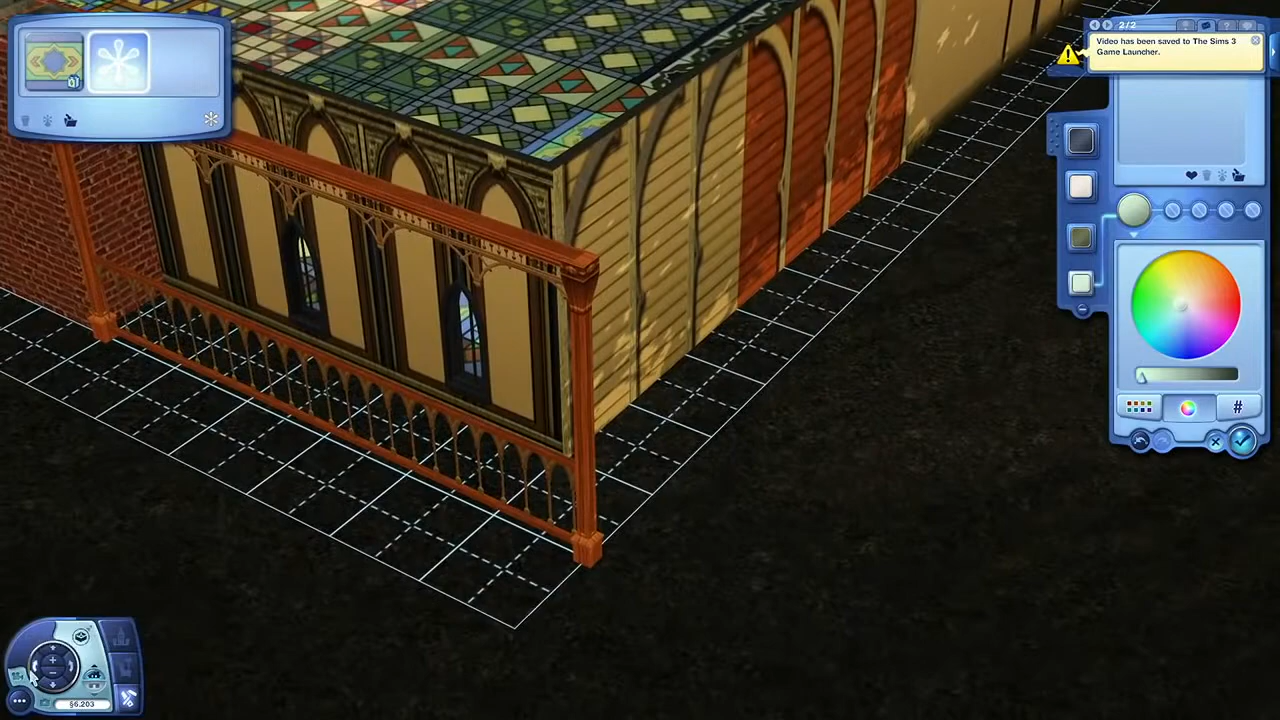 2/2
Video has been saved to The Sims 3
Game Launcher.
?
#
§6.203